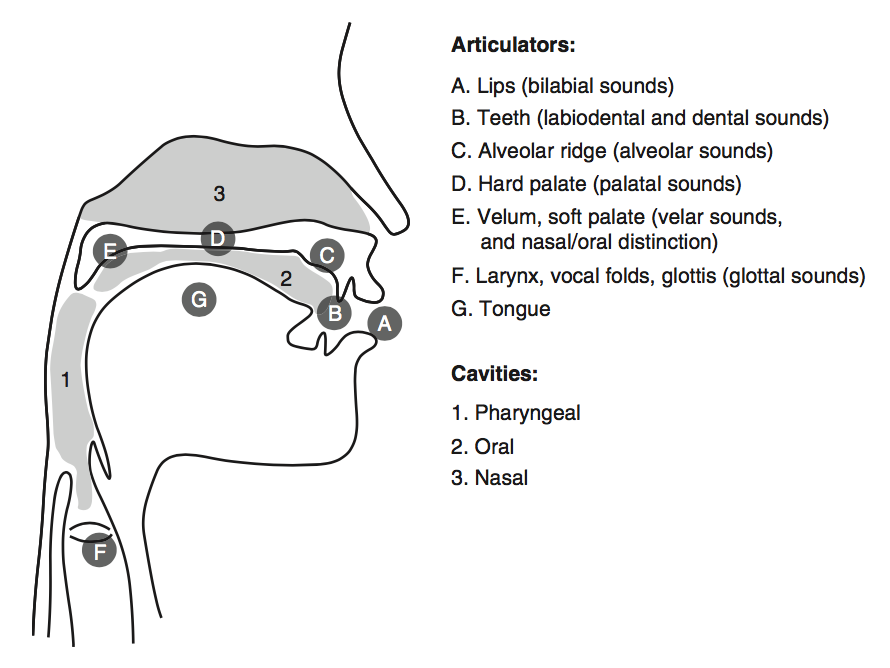 Articulators:
A. Lips (bilabial sounds)
B. Teeth (labiodental and dental sounds)
C. Alveolar ridge (alveolar sounds)
D. Hard palate (palatal sounds)
E. Velum, soft palate (velar sounds,
and nasal/oral distinction)
F. Larynx, vocal folds, glottis (glottal sounds)
G. Tongue
Cavities:
1. Pharyngeal
2. Oral
3. Nasal
3
D
E
C
2
G
B
A
1
F